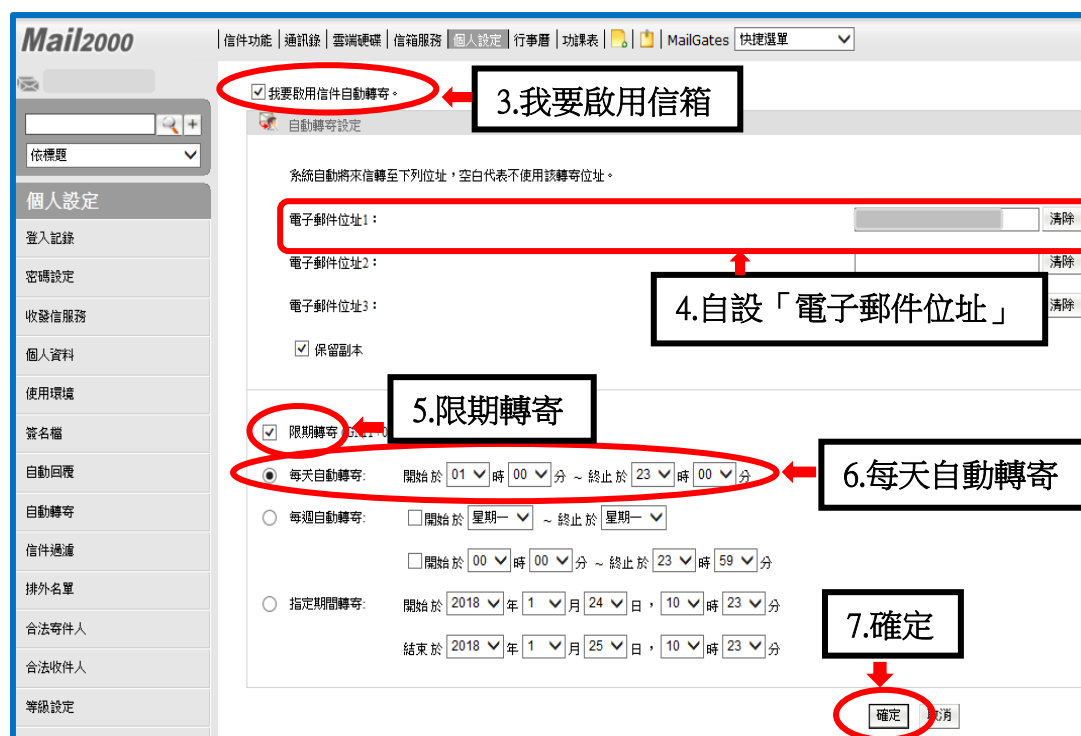 Mail2000
信件功能 | 通訊錄 | 雲端硬碟 | 信箱服務 | 個人設定 | 行事曆 | 功課表 | | | MailGates 快捷選單
我要啟用信件自動轉寄。
3.我要啟用信箱
+
自動轉寄設定
依標題
系統自動將來信轉至下列位址，空白代表不使用該轉寄位址。
個人設定
電子郵件位址1：
清除
登入記錄
電子郵件位址2：
清除
密碼設定
4.自設「電子郵件位址」
電子郵件位址3：
清除
收發信服務
保留副本
個人資料
使用環境
5.限期轉寄
簽名檔
限期轉寄
6.每天自動轉寄
自動回覆
每天自動轉寄: 開始於 01 時 00 分 ~ 終止於 23 時 00 分
自動轉寄
每週自動轉寄: 開始於 星期一 ~ 終止於 星期一
信件過濾
開始於 00 時 00 分 ~ 終止於 23 時 59 分
排外名單
指定期間轉寄: 開始於 2018 年 1 月 24 日， 10 時 23 分
7.確定
合法寄件人
結束於 2018 年 1 月 25 日， 10 時 23 分
合法收件人
等級設定
確定 取消